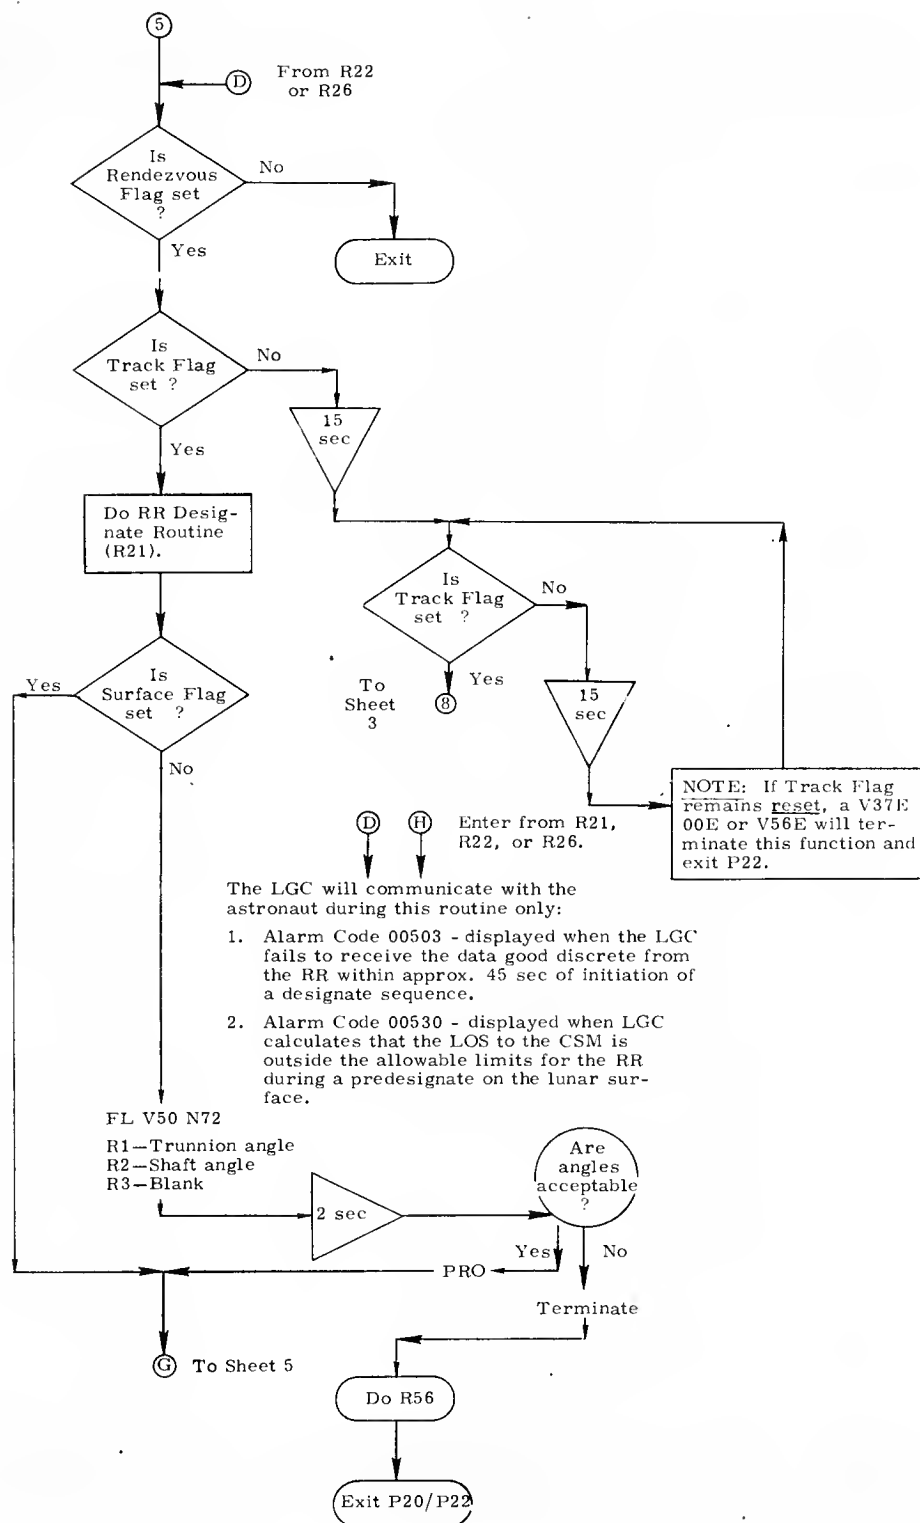 5
D
From R22
or R26
Is
Rendezvous
Flag set
?
No
Exit
Yes
Is
Track Flag
set ?
No
15
sec
Yes
Do RR Desig-
nate Routine
(R21).
Is
Track Flag
set ?
No
Yes
To
Sheet
3
8
15
sec
NOTE: If Track Flag
remains reset, a V37E
00E or V56E will ter-
minate this function and
exit P22.
Is
Surface Flag
set ?
Yes
No
D
H
Enter from R21,
R22, or R26.
The LGC will communicate with the
astronaut during this routine only:
1. Alarm Code 00503 - displayed when the LGC
fails to receive the data good discrete from
the RR within approx. 45 sec of initiation of
a designate sequence.
2. Alarm Code 00530 - displayed when LGC
calculates that the LOS to the CSM is
outside the allowable limits for the RR
during a predesignate on the lunar sur-
face.
FL V50 N72
R1—Trunnion angle
R2—Shaft angle
R3—Blank
2 sec
Are
angles
acceptable
?
Yes
No
PRO
Terminate
G
To Sheet 5
Do R56
Exit P20/P22